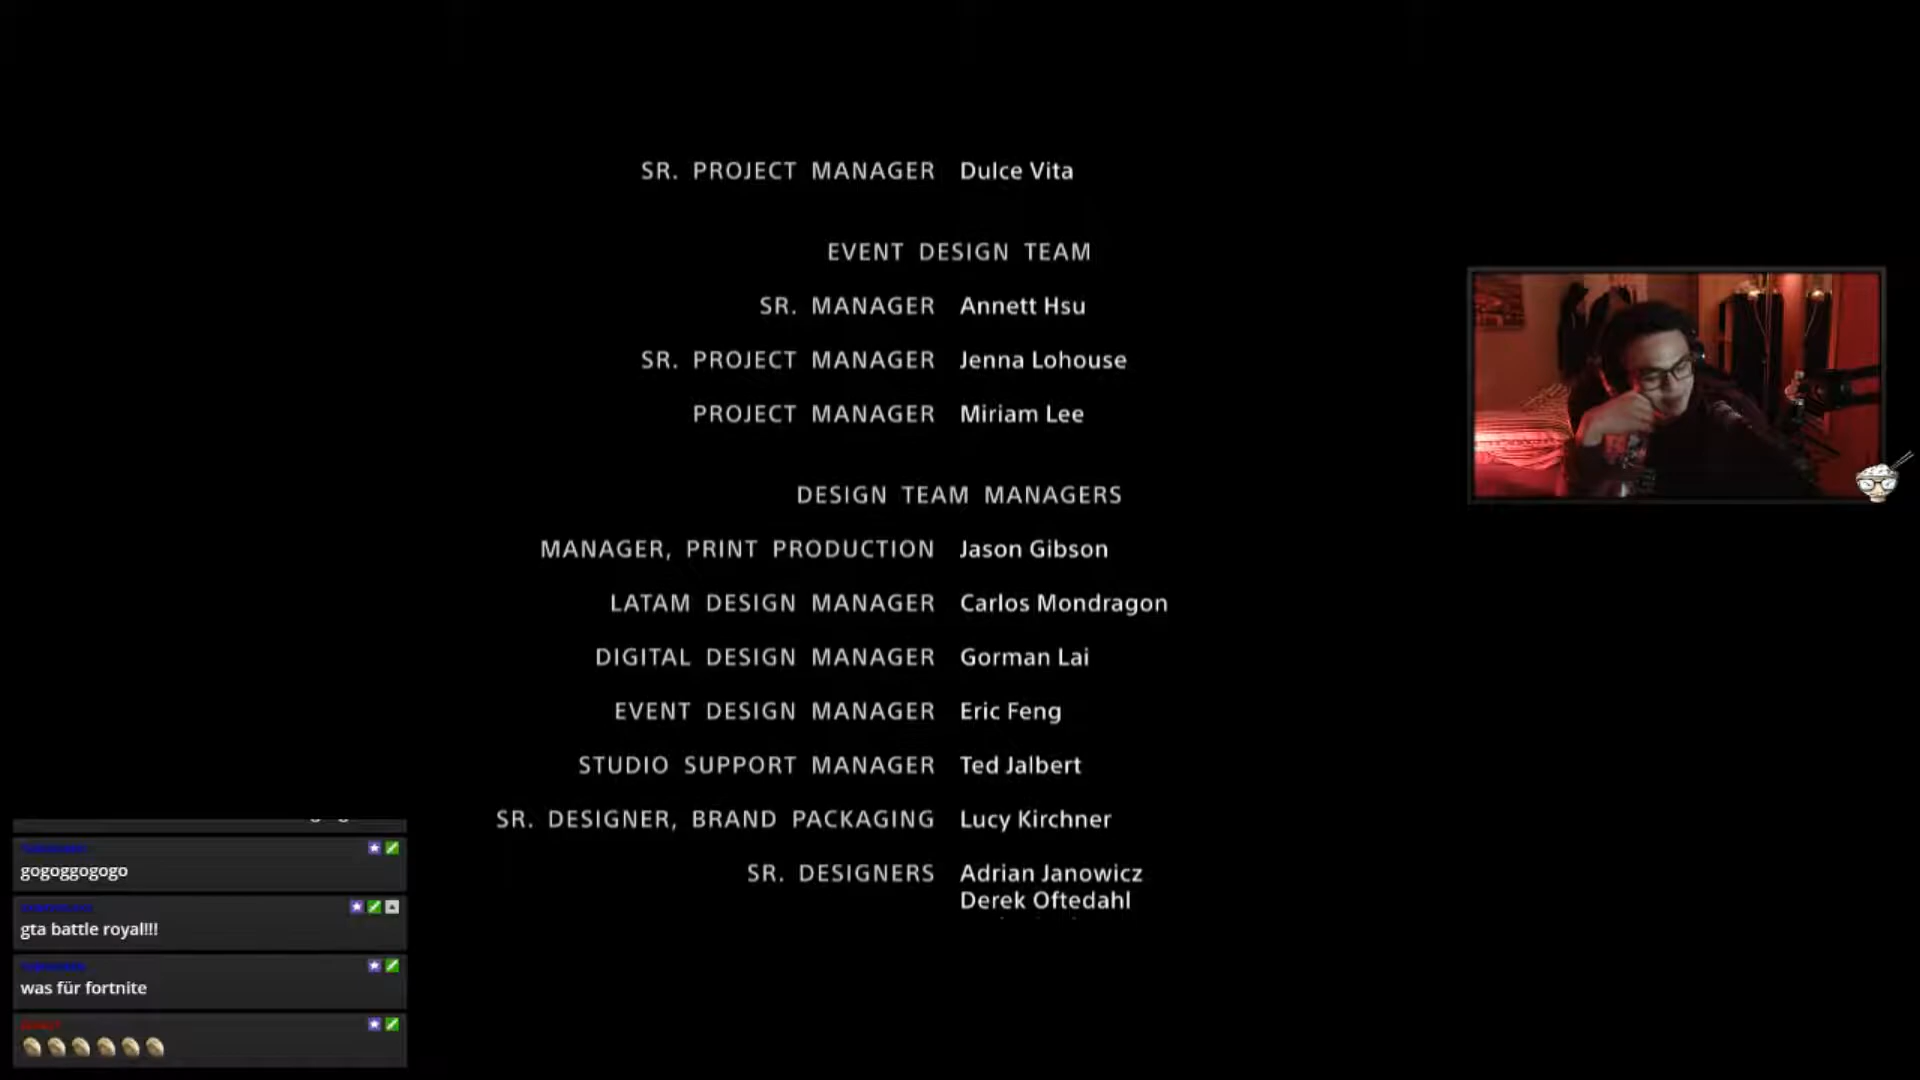 SR. PROJECT MANAGER Dulce Vita
EVENT DESIGN TEAM
SR. MANAGER Annett Hsu
SR. PROJECT MANAGER Jenna Lohouse
PROJECT MANAGER Miriam Lee
DESIGN TEAM MANAGERS
MANAGER, PRINT PRODUCTION Jason Gibson
LATAM DESIGN MANAGER Carlos Mondragon
DIGITAL DESIGN MANAGER Gorman Lai
EVENT DESIGN MANAGER Eric Feng
STUDIO SUPPORT MANAGER Ted Jalbert
SR. DESIGNER, BRAND PACKAGING Lucy Kirchner
SR. DESIGNERS Adrian Janowicz
Derek Oftedahl
gogoggogogo
gta battle royal!!!
was für fortnite